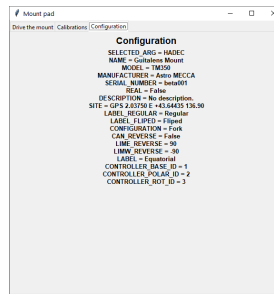 Mount pad
Drive the mount Calibrations Configuration
Configuration
SELECTED_ARG = HADEC
NAME = Guitalens Mount
MODEL = TM350
MANUFACTURER = Astro MECCA
SERIAL_NUMBER = beta001
REAL = False
DESCRIPTION = No description.
SITE = GPS 2.03750 E +43.64435 136.90
LABEL_REGULAR = Regular
LABEL_FLIPED = Fliped
CONFIGURATION = Fork
CAN_REVERSE = False
LIME_REVERSE = 90
LIMW_REVERSE = -90
LABEL = Equatorial
CONTROLLER_BASE_ID = 1
CONTROLLER_POLAR_ID = 2
CONTROLLER_ROT_ID = 3